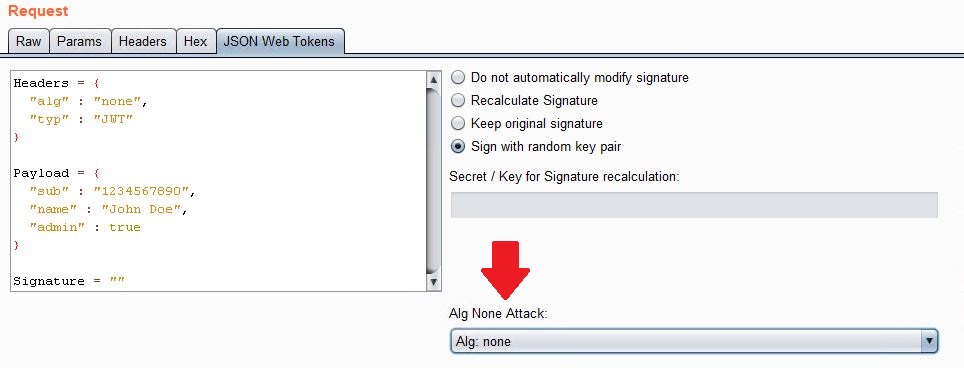 Request
Raw Params Headers Hex JSON Web Tokens
Headers = {
"alg" : "none",
"typ" : "JWT"
}
Payload = {
"sub" : "1234567890",
"name" : "John Doe",
"admin" : true
}
Signature = ""
Do not automatically modify signature
Recalculate Signature
Keep original signature
Sign with random key pair
Secret / Key for Signature recalculation:
Alg None Attack:
Alg: none